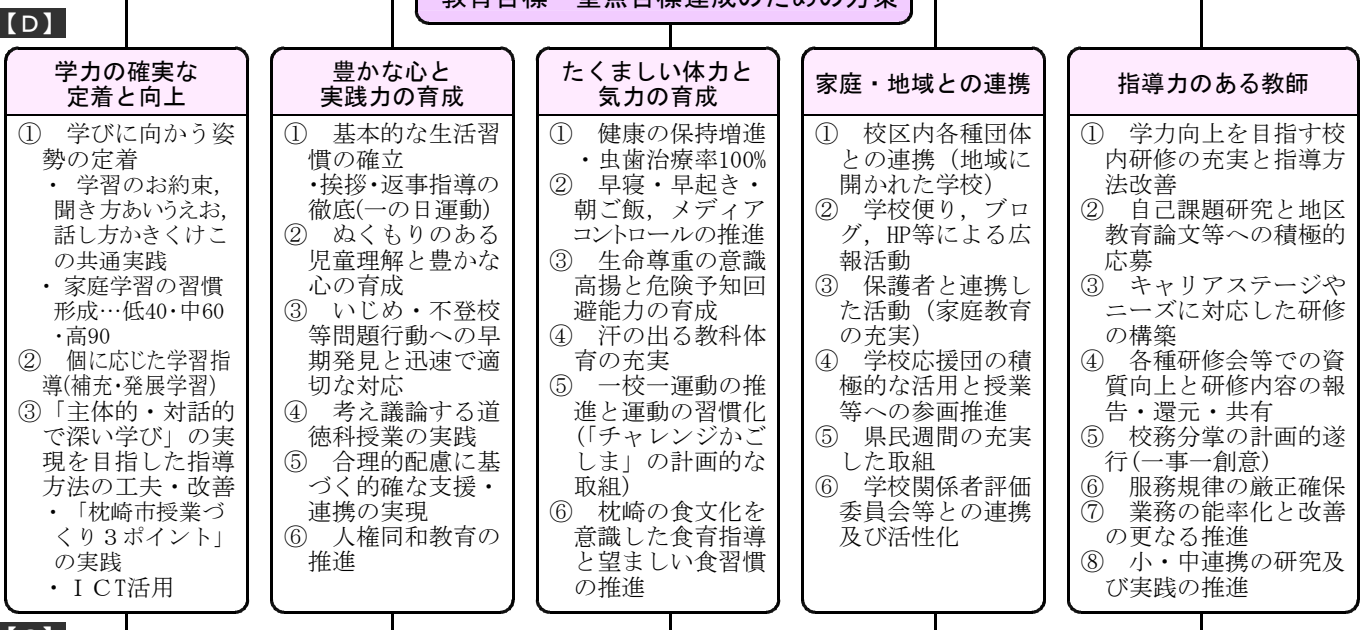 教育目標・重点目標達成のための方策
【D】
学力の確実な
定着と向上
① 学びに向かう姿
勢の定着
・ 学習のお約束,
聞き方あいうえお,
話し方かきくけこ
の共通実践
・ 家庭学習の習慣
形成…低40・中60
・高90
② 個に応じた学習指
導(補充・発展学習)
③「主体的・対話的
で深い学び」の実
現を目指した指導
方法の工夫・改善
・「枕崎市授業づ
くり３ポイント」
の実践
・ＩＣＴ活用
豊かな心と
実践力の育成
① 基本的な生活習
慣の確立
・挨拶・返事指導の
徹底(一の日運動)
② ぬくもりのある
児童理解と豊かな
心の育成
③ いじめ・不登校
等問題行動への早
期発見と迅速で適
切な対応
④ 考え議論する道
徳科授業の実践
⑤ 合理的配慮に基
づく的確な支援・
連携の実現
⑥ 人権同和教育の
推進
たくましい体力と
気力の育成
① 健康の保持増進
・虫歯治療率100%
② 早寝・早起き・
朝ご飯, メディア
コントロールの推進
③ 生命尊重の意識
高揚と危険予知回
避能力の育成
④ 汗の出る教科体
育の充実
⑤ 一校一運動の推
進と運動の習慣化
(「チャレンジかご
しま」の計画的な
取組)
⑥ 枕崎の食文化を
意識した食育指導
と望ましい食習慣
の推進
家庭・地域との連携
① 校区内各種団体
との連携（地域に
開かれた学校）
② 学校便り, ブロ
グ, HP等による広
報活動
③ 保護者と連携し
た活動（家庭教育
の充実）
④ 学校応援団の積
極的な活用と授業
等への参画推進
⑤ 県民週間の充実
した取組
⑥ 学校関係者評価
委員会等との連携
及び活性化
指導力のある教師
① 学力向上を目指す校
内研修の充実と指導方
法改善
② 自己課題研究と地区
教育論文等への積極的
応募
③ キャリアステージや
ニーズに対応した研修
の構築
④ 各種研修会等での資
質向上と研修内容の報
告・還元・共有
⑤ 校務分掌の計画的遂
行(一事一創意)
⑥ 服務規律の厳正確保
⑦ 業務の能率化と改善
の更なる推進
⑧ 小・中連携の研究及
び実践の推進